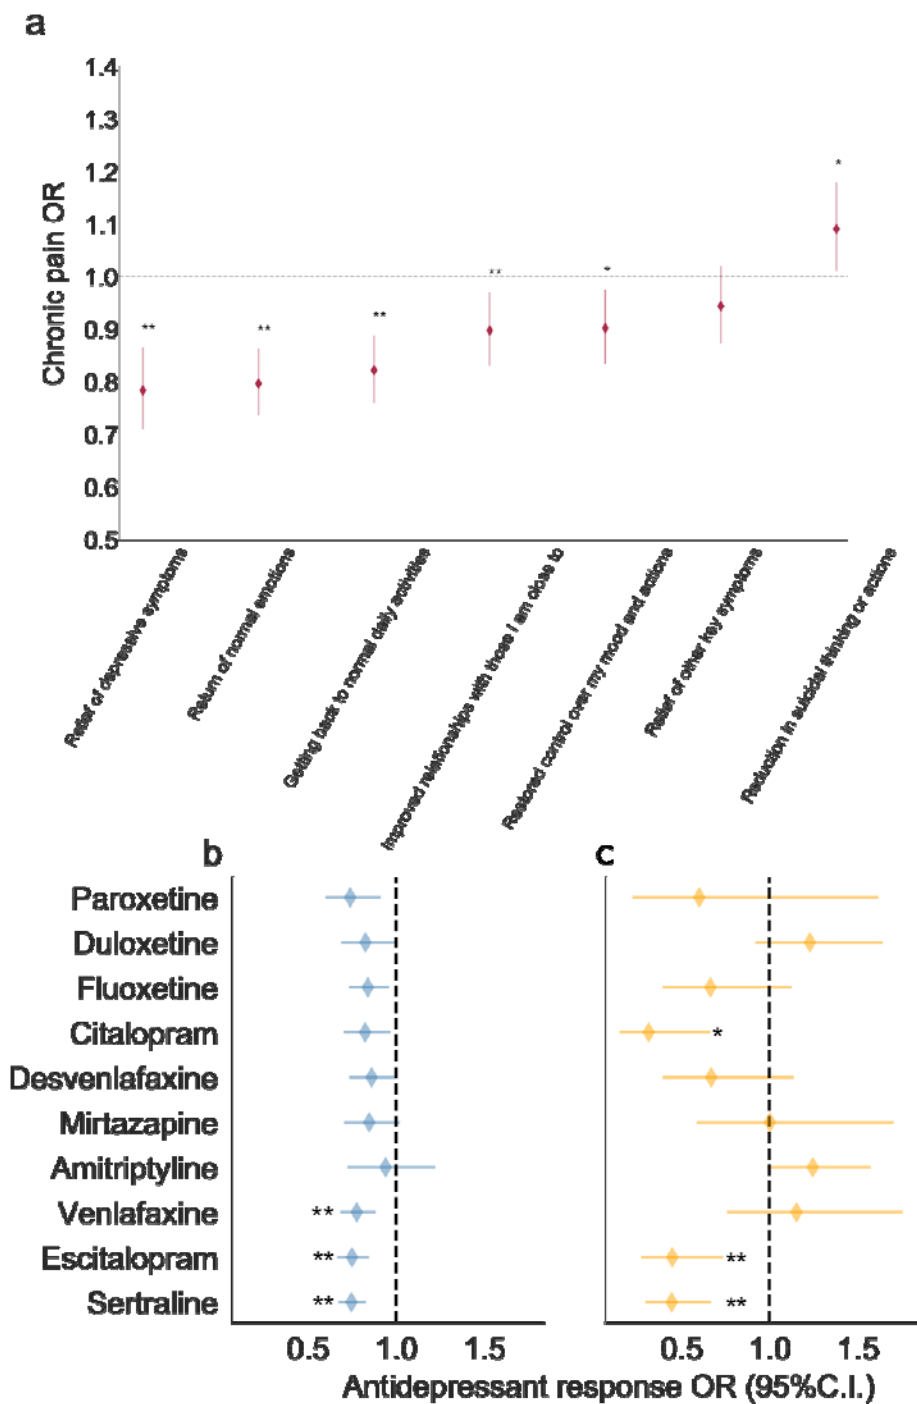 a
1.4
1.3
1.2
1.1
1.0
0.9
0.8
0.7
0.6
0.5
Chronic pain OR
**
**
**
**
*
*
Relief of depressive symptoms
Return of normal emotions
Getting back to normal daily activities
Improved relationships with those I am close to
Restored control over my mood and actions
Relief of other key symptoms
Reduction in suicidal thinking or actions
b
c
Paroxetine
Duloxetine
Fluoxetine
Citalopram *
Desvenlafaxine
Mirtazapine
Amitriptyline
Venlafaxine **
Escitalopram ** **
Sertraline ** **
0.5 1.0 1.5 0.5 1.0 1.5
Antidepressant response OR (95%C.I.)